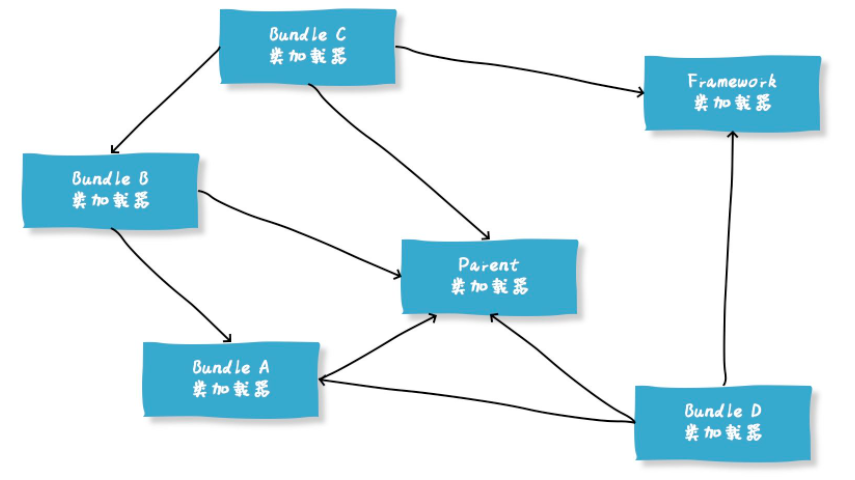 Bundle C
类加载器
Framework
类加载器
Bundle B
类加载器
Parent
类加载器
Bundle A
类加载器
Bundle D
类加载器